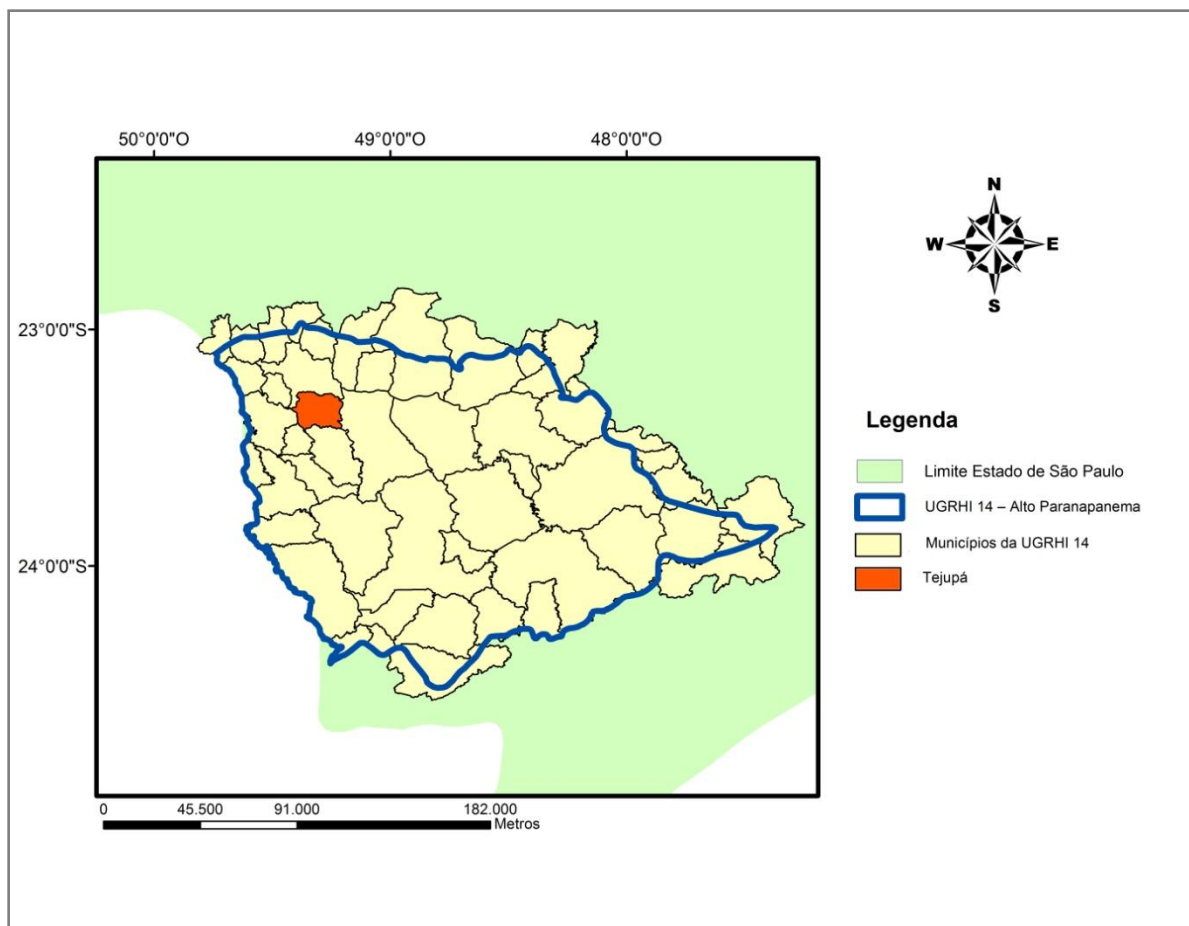 50°0'0"O 49°0'0"O 48°0'0"O
N
W E
S
23°0'0"S
24°0'0"S
Legenda
Limite Estado de São Paulo
UGRHI 14 – Alto Paranapanema
Municípios da UGRHI 14
Tejupá
0 45.500 91.000 182.000
Metros